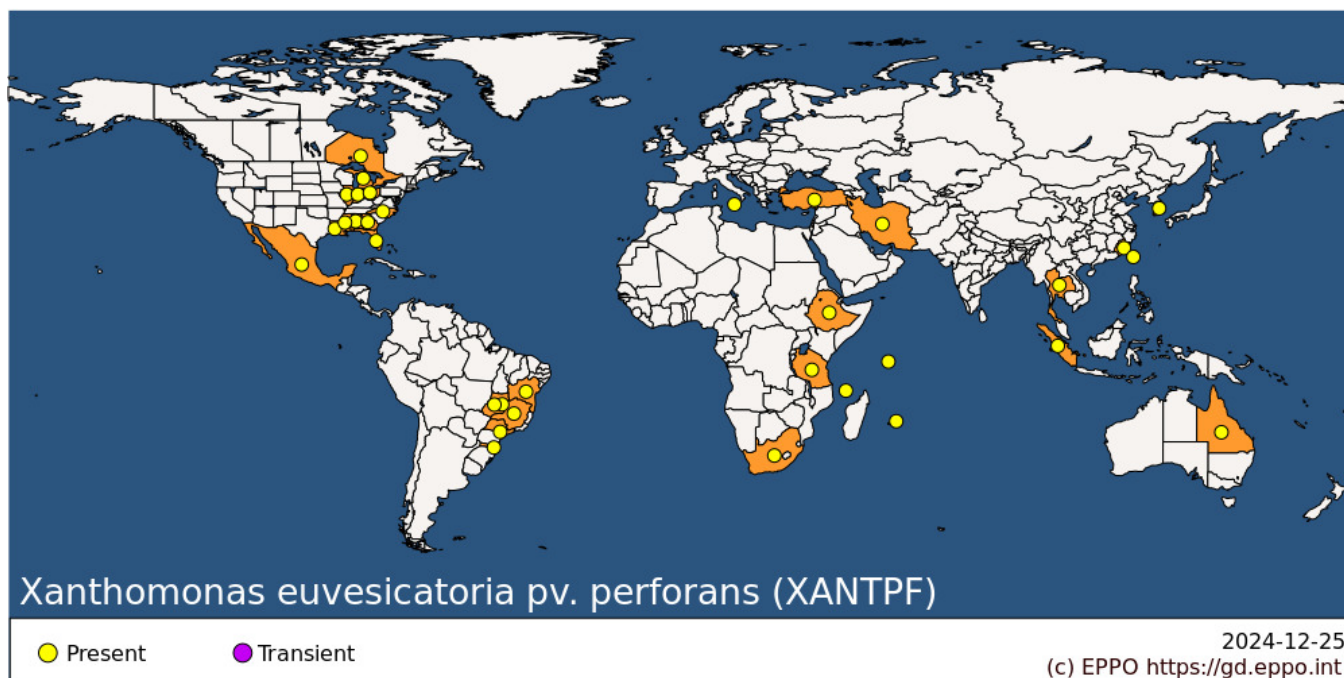 Xanthomonas euvesicatoria pv. perforans (XANTPF)
Present
Transient
2024-12-25
(c) EPPO https://gd.eppo.int